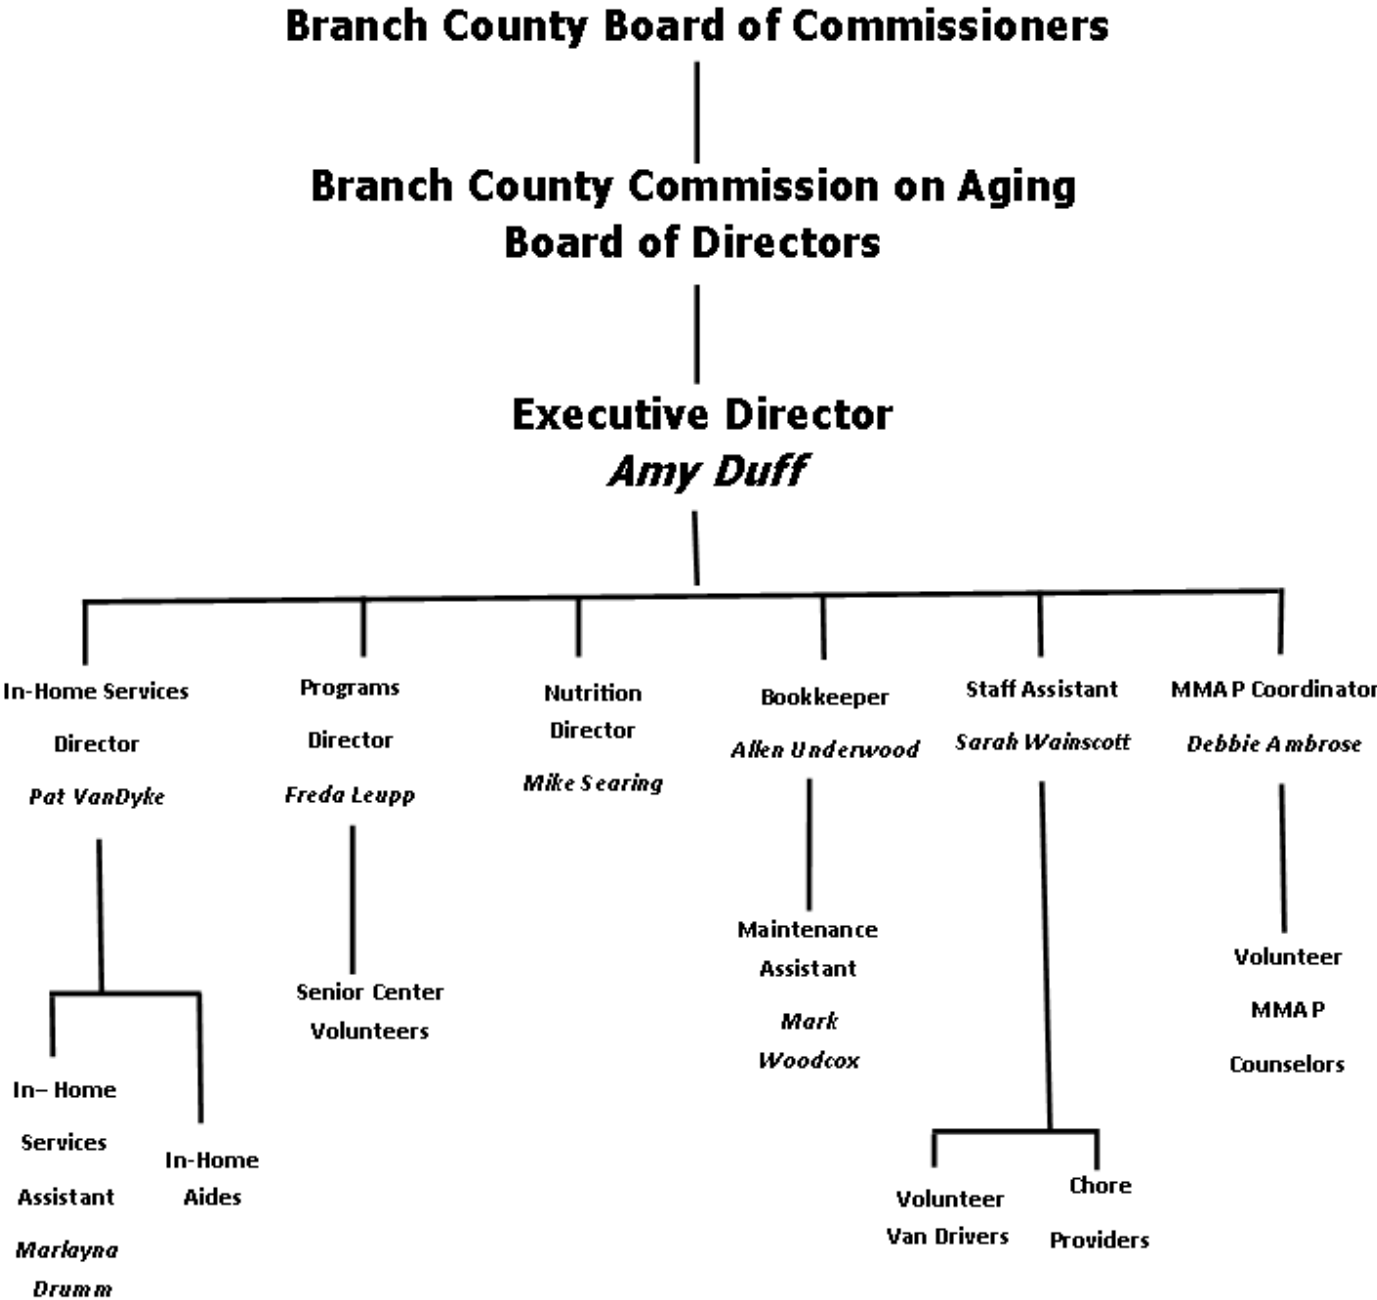 Branch County Board of Commissioners
Branch County Commission on Aging
Board of Directors
Executive Director
Amy Duff
In-Home Services
Director
Pat VanDyke
Programs
Director
Freda Leupp
Nutrition
Director
Mike Searing
Bookkeeper
Allen Underwood
Staff Assistant
Sarah Wainscott
MMAP Coordinator
Debbie Ambrose
In– Home
Services
Assistant
Marlayna
Drumm
In-Home
Aides
Senior Center
Volunteers
Maintenance
Assistant
Mark
Woodcox
Volunteer
Van Drivers
Chore
Providers
Volunteer
MMAP
Counselors